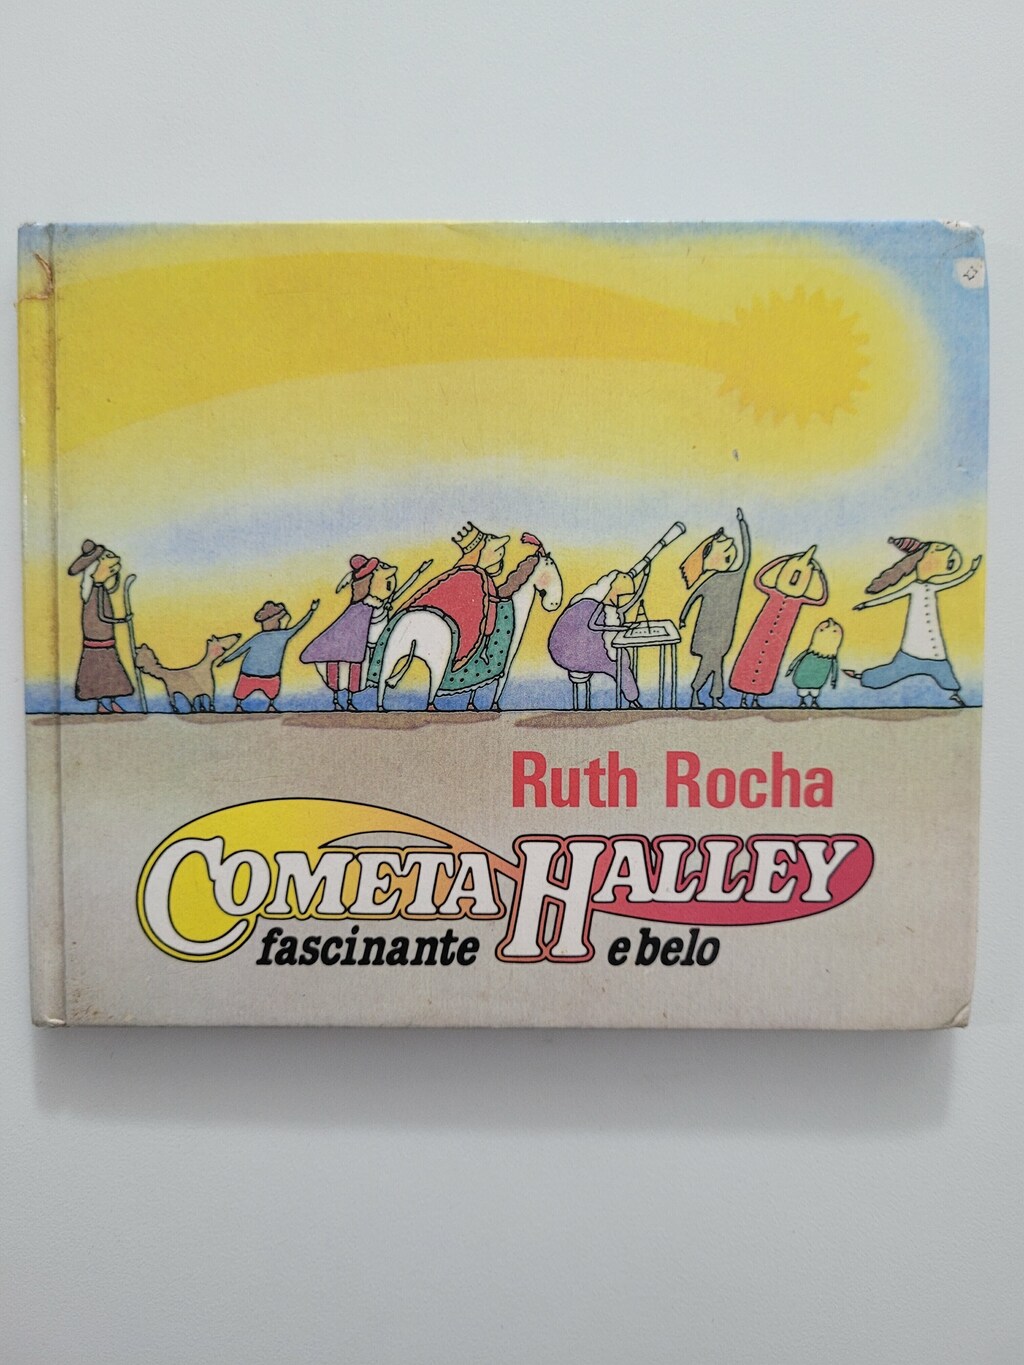 Ruth Rocha
COMETA HALLEY
fascinante e belo